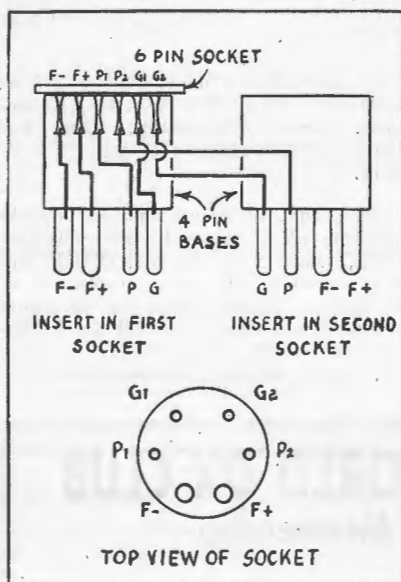 6 PIN SOCKET
F- F+ P1 P2 G1 G2
4 PIN
BASES
F- F+ P G
G P F- F+
INSERT IN FIRST
SOCKET
INSERT IN SECOND
SOCKET
G1 G2
P1 P2
F- F+
TOP VIEW OF SOCKET